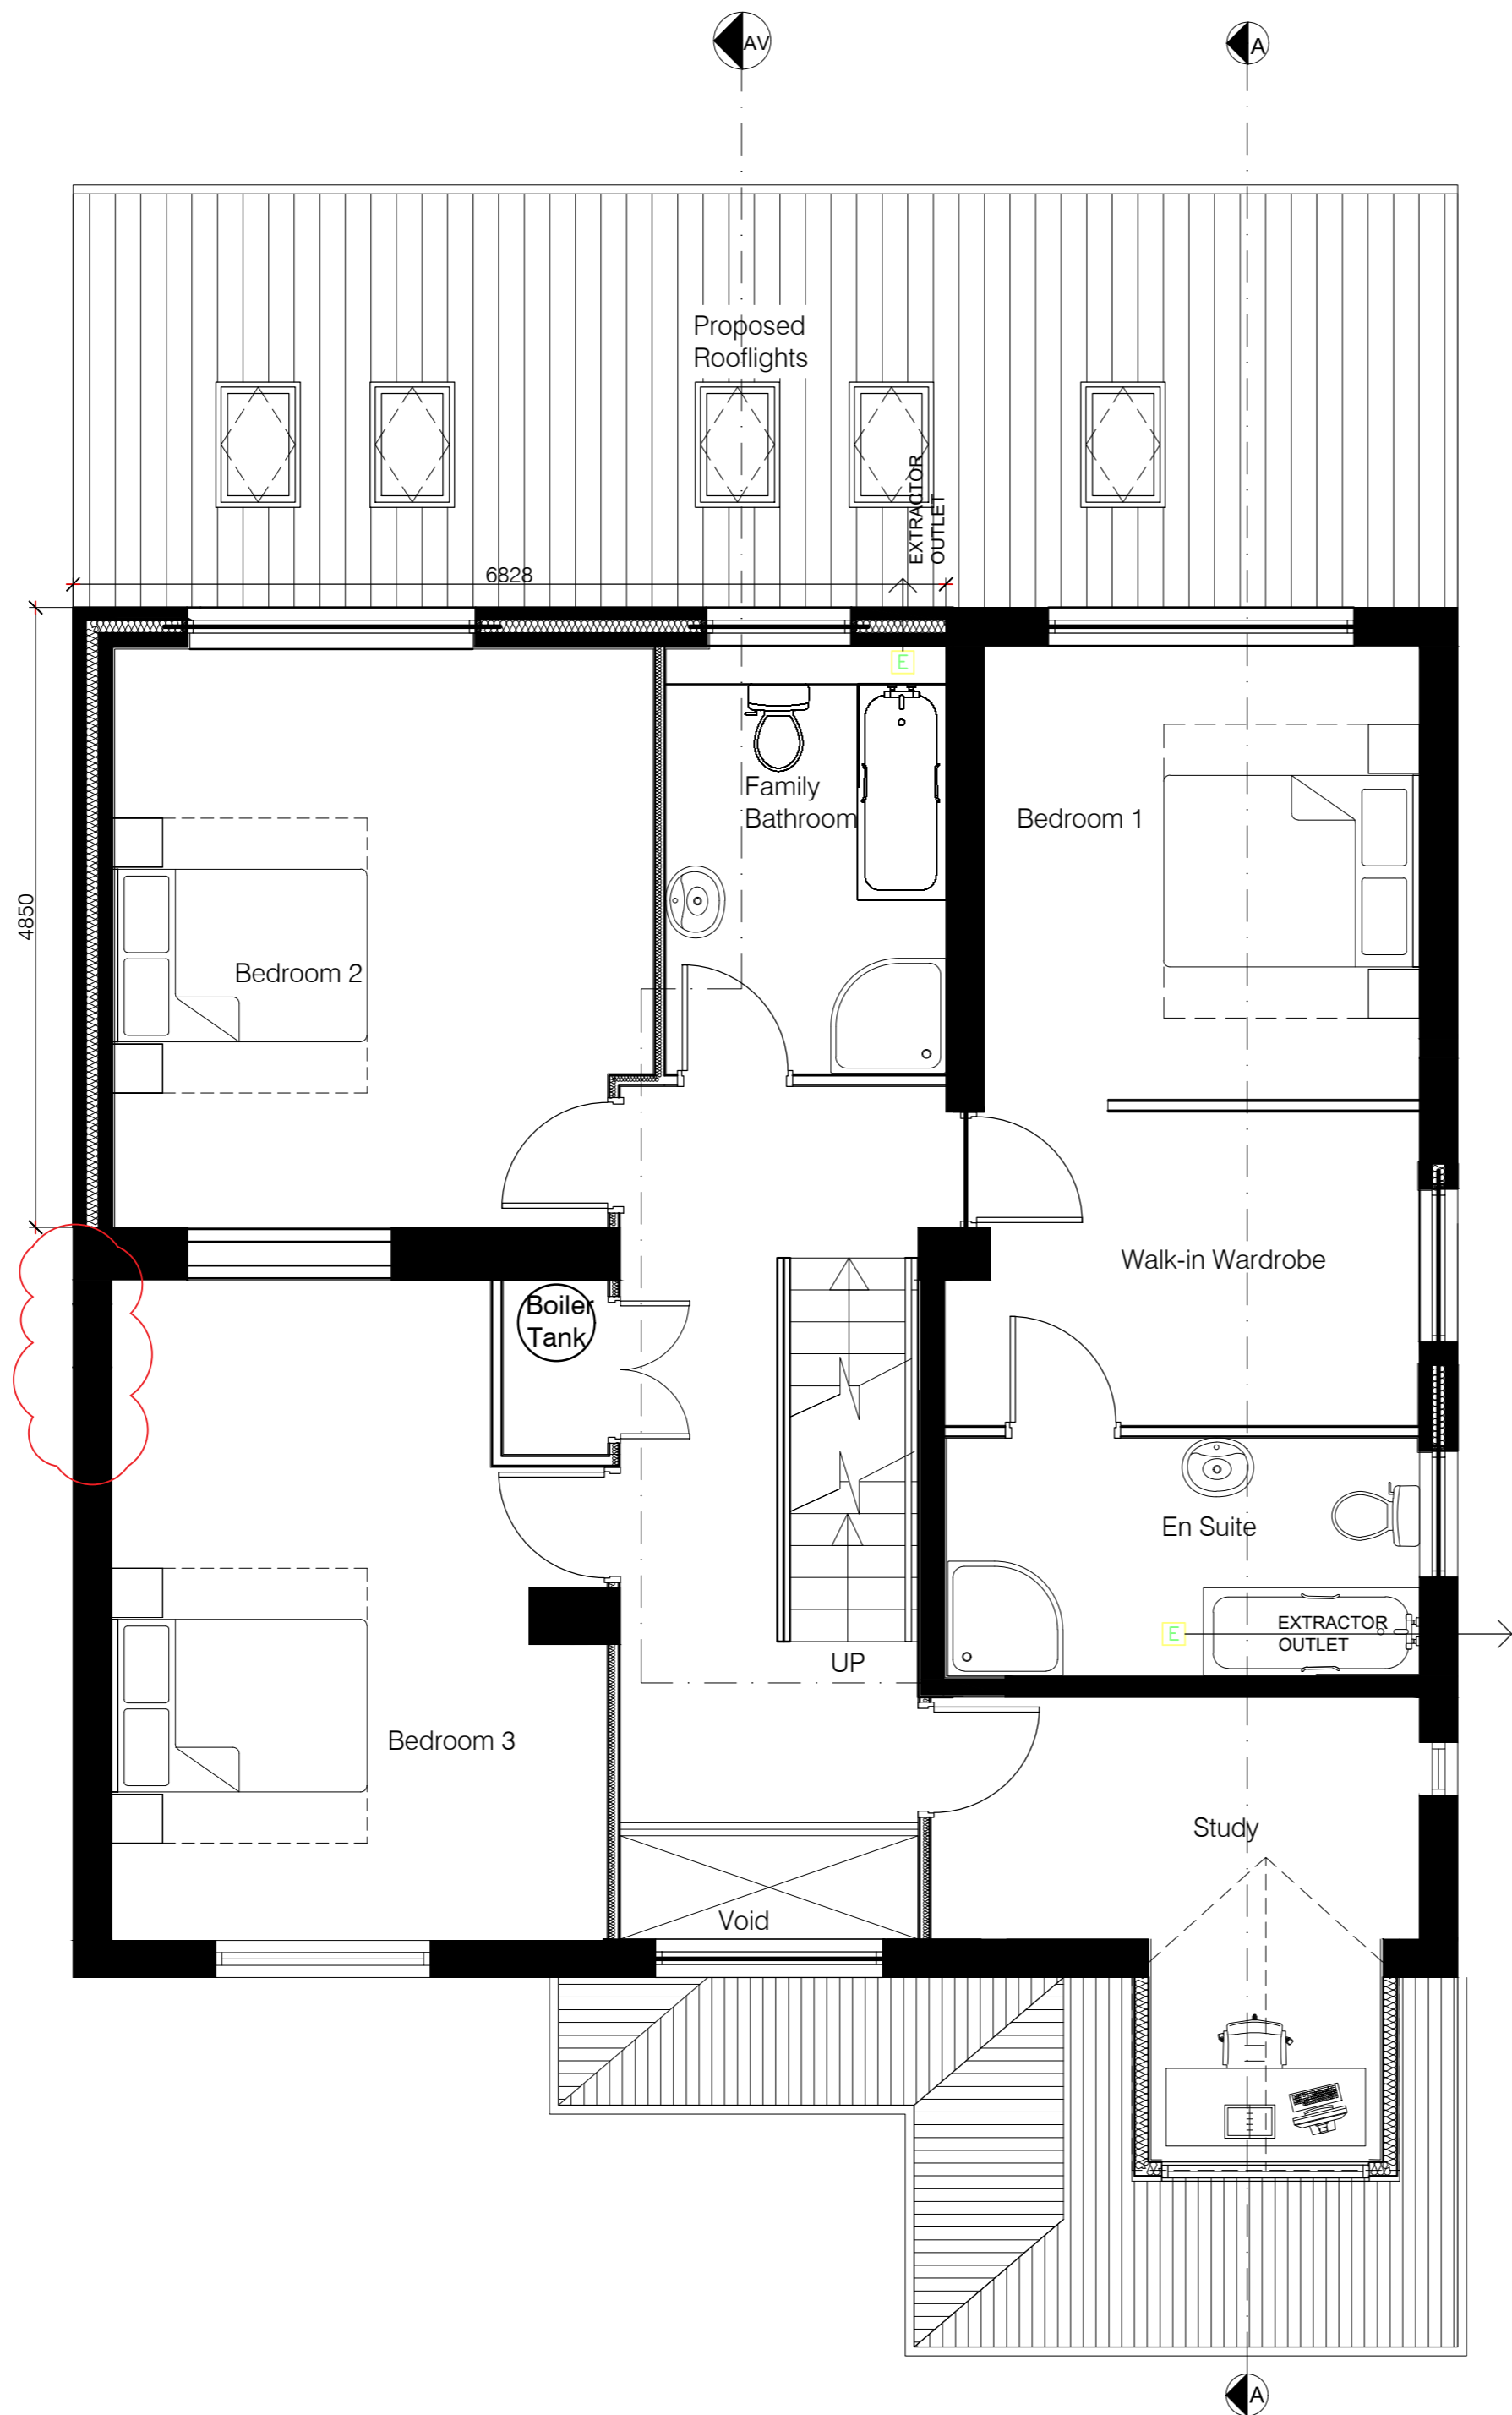 AV
A
Proposed
Rooflights
EXTRACTOR
OUTLET
6828
E
4850
Family
Bathroom
Bedroom 1
Bedroom 2
Walk-in Wardrobe
Boiler
Tank
En Suite
E
EXTRACTOR
OUTLET
UP
Bedroom 3
Study
Void
A